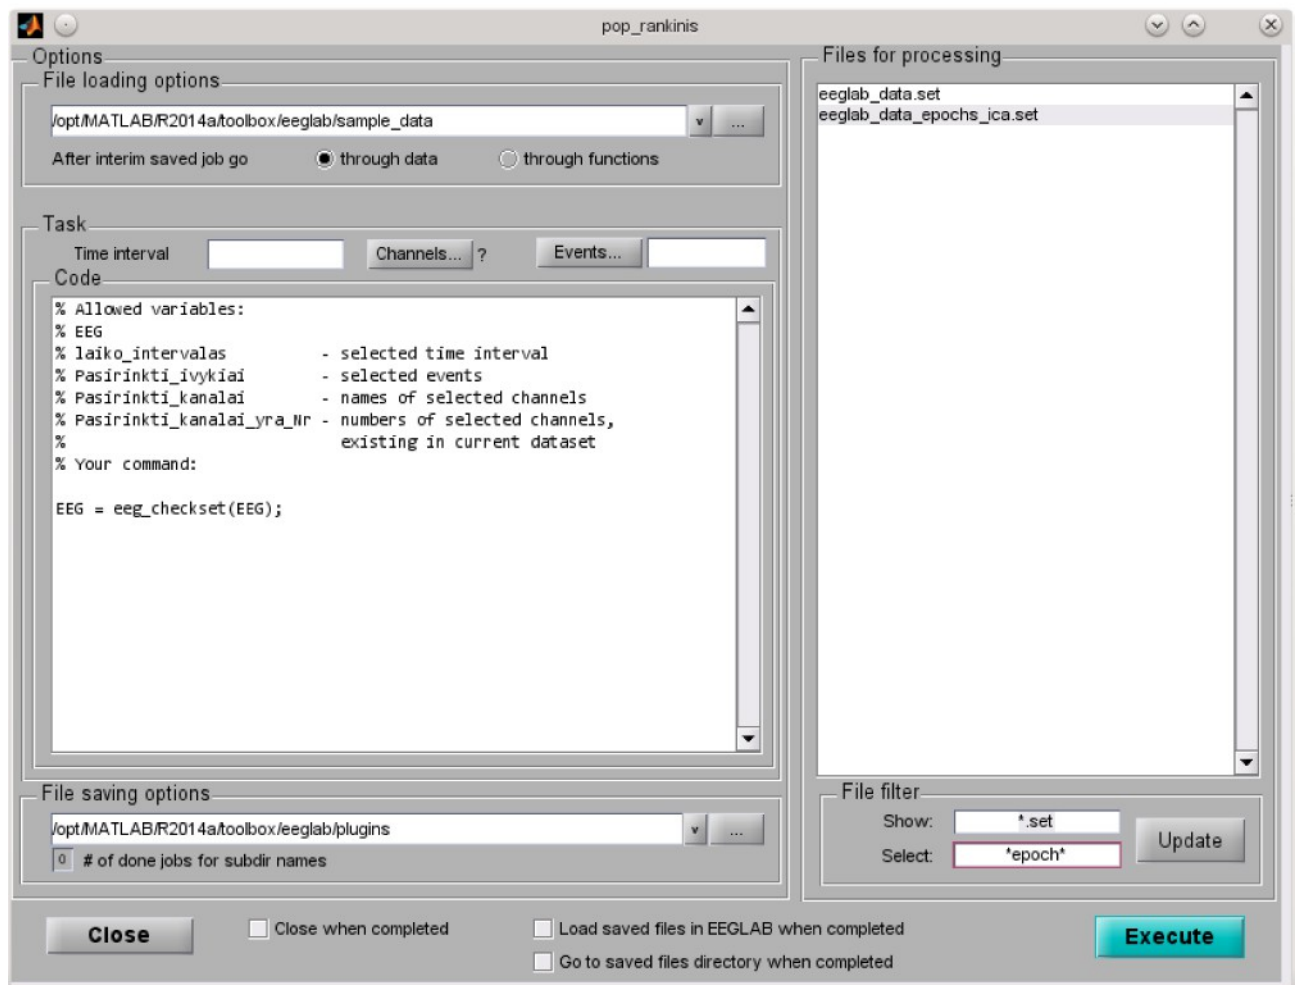 pop_rankinis
Options
File loading options
/opt/MATLAB/R2014a/toolbox/eeglab/sample_data
v
...
After interim saved job go
through data
through functions
Task
Time interval
Channels...
?
Events...
Code
% Allowed variables:
% EEG
% laiko_intervalas - selected time interval
% Pasirinkti_ivykiai - selected events
% Pasirinkti_kanalai - names of selected channels
% Pasirinkti_kanalai_yra_Nr - numbers of selected channels,
% existing in current dataset
% Your command:
EEG = eeg_checkset(EEG);
File saving options
/opt/MATLAB/R2014a/toolbox/eeglab/plugins
v
...
0 # of done jobs for subdir names
Files for processing
eeglab_data.set
eeglab_data_epochs_ica.set
File filter
Show: *.set
Select: *epoch*
Update
Close
Close when completed
Load saved files in EEGLAB when completed
Go to saved files directory when completed
Execute